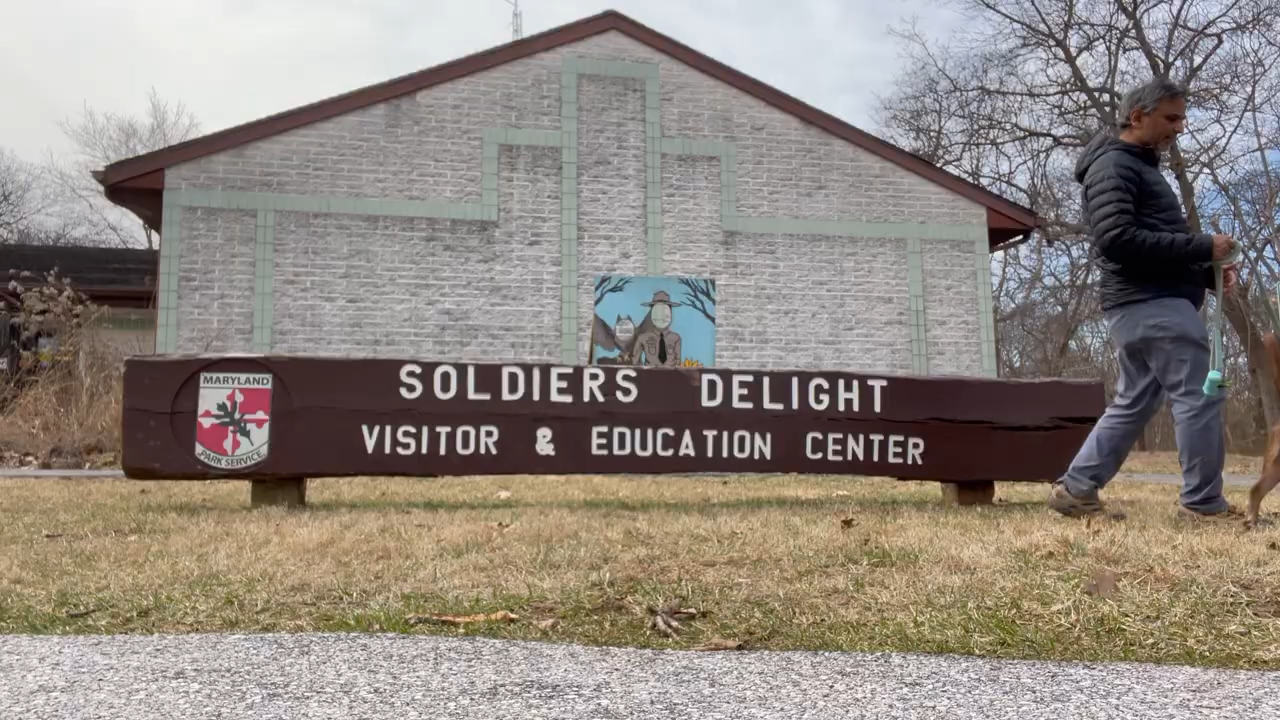 SOLDIERS DELIGHT
VISITOR & EDUCATION CENTER
MARYLAND
PARK SERVICE